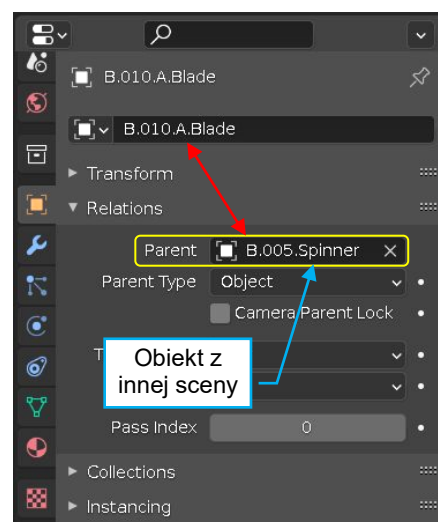 B.010.A.Blade
B.010.A.Blade
Transform
Relations
Parent B.005.Spinner
Parent Type Object
Camera Parent Lock
Obiekt z
innej sceny
Pass Index 0
Collections
Instancing